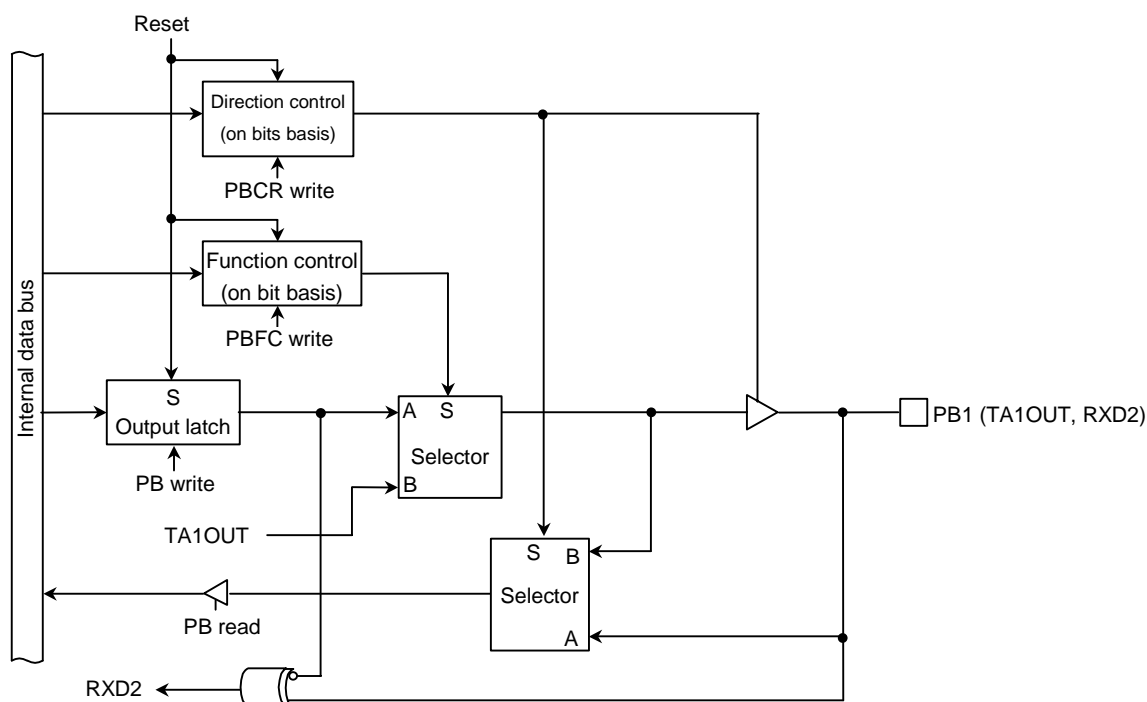 Reset
Direction control
(on bits basis)
PBCR write
Function control
(on bit basis)
PBFC write
Internal data bus
S
Output latch
PB write
A S
Selector
B
TA1OUT
PB1 (TA1OUT, RXD2)
S B
Selector
A
PB read
RXD2